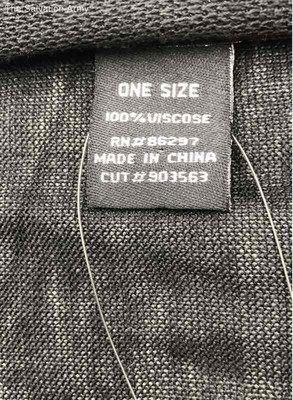 The Salvation Army
ONE SIZE
100% VISCOSE
RN# 86297
MADE IN CHINA
CUT# 903563